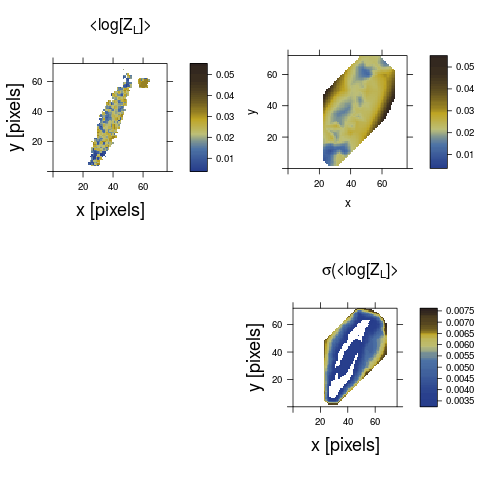 <log[Z_L]>
60
40
20
20 40 60
y [pixels]
x [pixels]
0.05
0.04
0.03
0.02
0.01
60
40
20
20 40 60
y
x
0.05
0.04
0.03
0.02
0.01
σ(<log[Z_L]>
60
40
20
20 40 60
y [pixels]
x [pixels]
0.0075
0.0070
0.0065
0.0060
0.0055
0.0050
0.0045
0.0040
0.0035